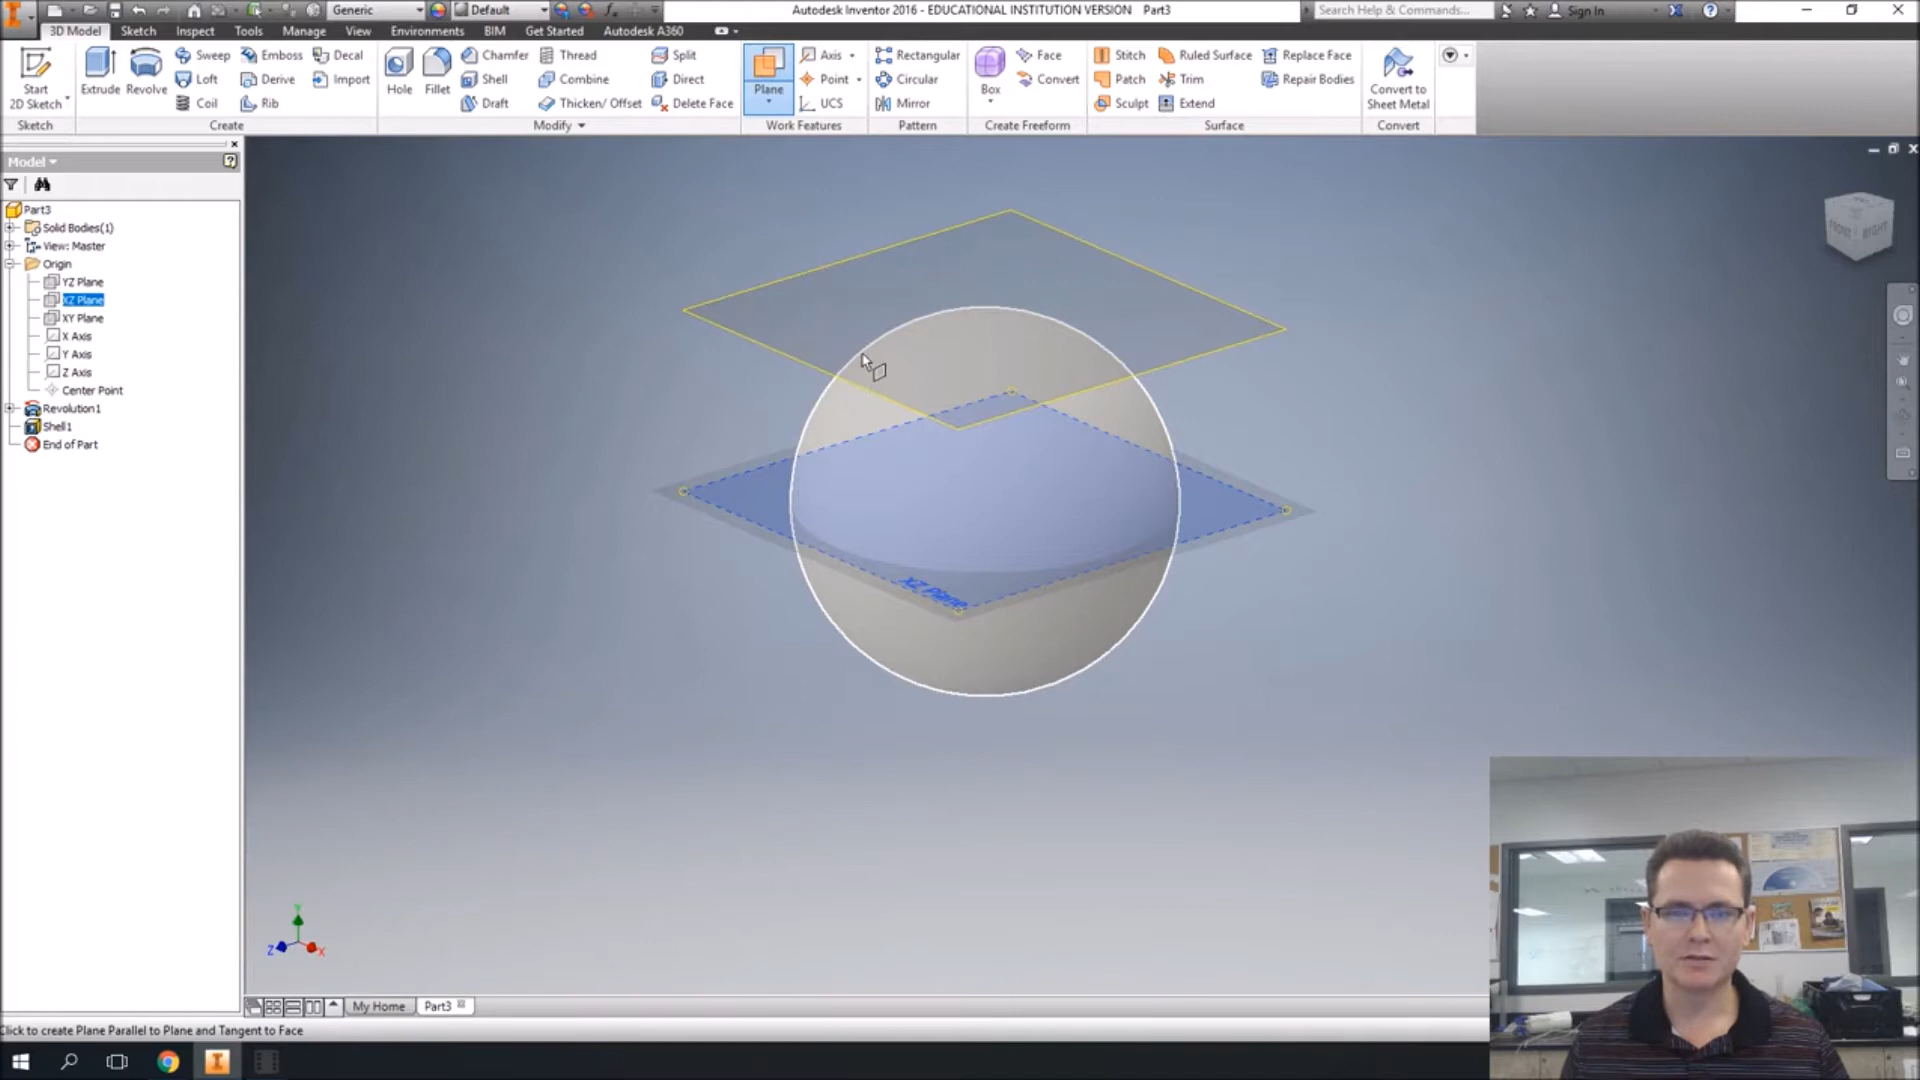 Generic
Default
Autodesk Inventor 2016 - EDUCATIONAL INSTITUTION VERSION Part3
Search Help & Commands...
Sign In
3D Model Sketch Inspect Tools Manage View Environments BIM Get Started Autodesk A360
Start
2D Sketch
Extrude
Revolve
Sweep
Loft
Coil
Emboss
Derive
Rib
Decal
Import
Hole
Fillet
Chamfer
Shell
Draft
Thread
Combine
Thicken/ Offset
Split
Direct
Delete Face
Plane
Axis
Point
UCS
Rectangular
Circular
Mirror
Box
Face
Convert
Stitch
Patch
Sculpt
Ruled Surface
Trim
Extend
Replace Face
Repair Bodies
Convert to
Sheet Metal
Sketch Create Modify Work Features Pattern Create Freeform Surface Convert
Model
Part3
Solid Bodies(1)
View: Master
Origin
YZ Plane
XZ Plane
XY Plane
X Axis
Y Axis
Z Axis
Center Point
Revolution1
Shell1
End of Part
FRONT RIGHT
XZ Plane
Y
Z
X
My Home Part3
Click to create Plane Parallel to Plane and Tangent to Face